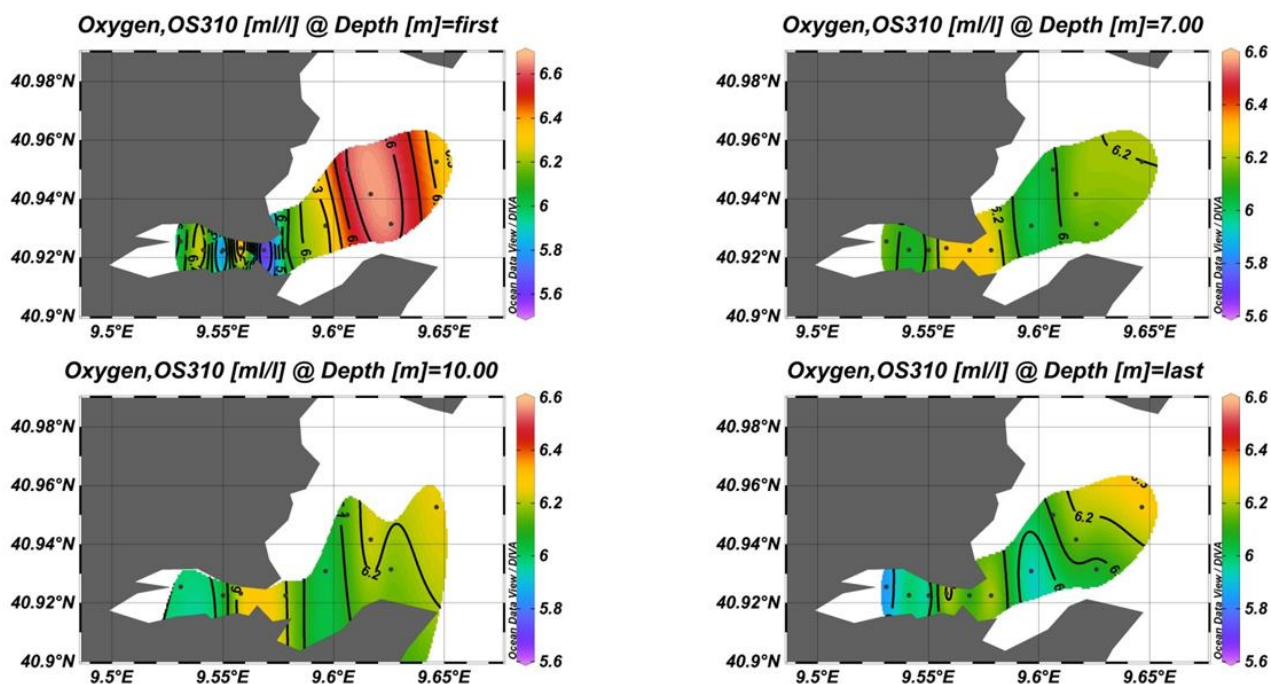 Oxygen,OS310 [ml/l] @ Depth [m]=first
40.98°N
40.96°N
40.94°N
40.92°N
40.9°N
9.5°E
9.55°E
9.6°E
9.65°E
6.6
6.4
6.2
6
5.8
5.6
Ocean Data View / DIVA
Oxygen,OS310 [ml/l] @ Depth [m]=7.00
40.98°N
40.96°N
40.94°N
40.92°N
40.9°N
9.5°E
9.55°E
9.6°E
9.65°E
6.2
6.6
6.4
6.2
6
5.8
5.6
Ocean Data View / DIVA
Oxygen,OS310 [ml/l] @ Depth [m]=10.00
40.98°N
40.96°N
40.94°N
40.92°N
40.9°N
9.5°E
9.55°E
9.6°E
9.65°E
6.2
6.6
6.4
6.2
6
5.8
5.6
Ocean Data View / DIVA
Oxygen,OS310 [ml/l] @ Depth [m]=last
40.98°N
40.96°N
40.94°N
40.92°N
40.9°N
9.5°E
9.55°E
9.6°E
9.65°E
6.2
6.6
6.4
6.2
6
5.8
5.6
Ocean Data View / DIVA